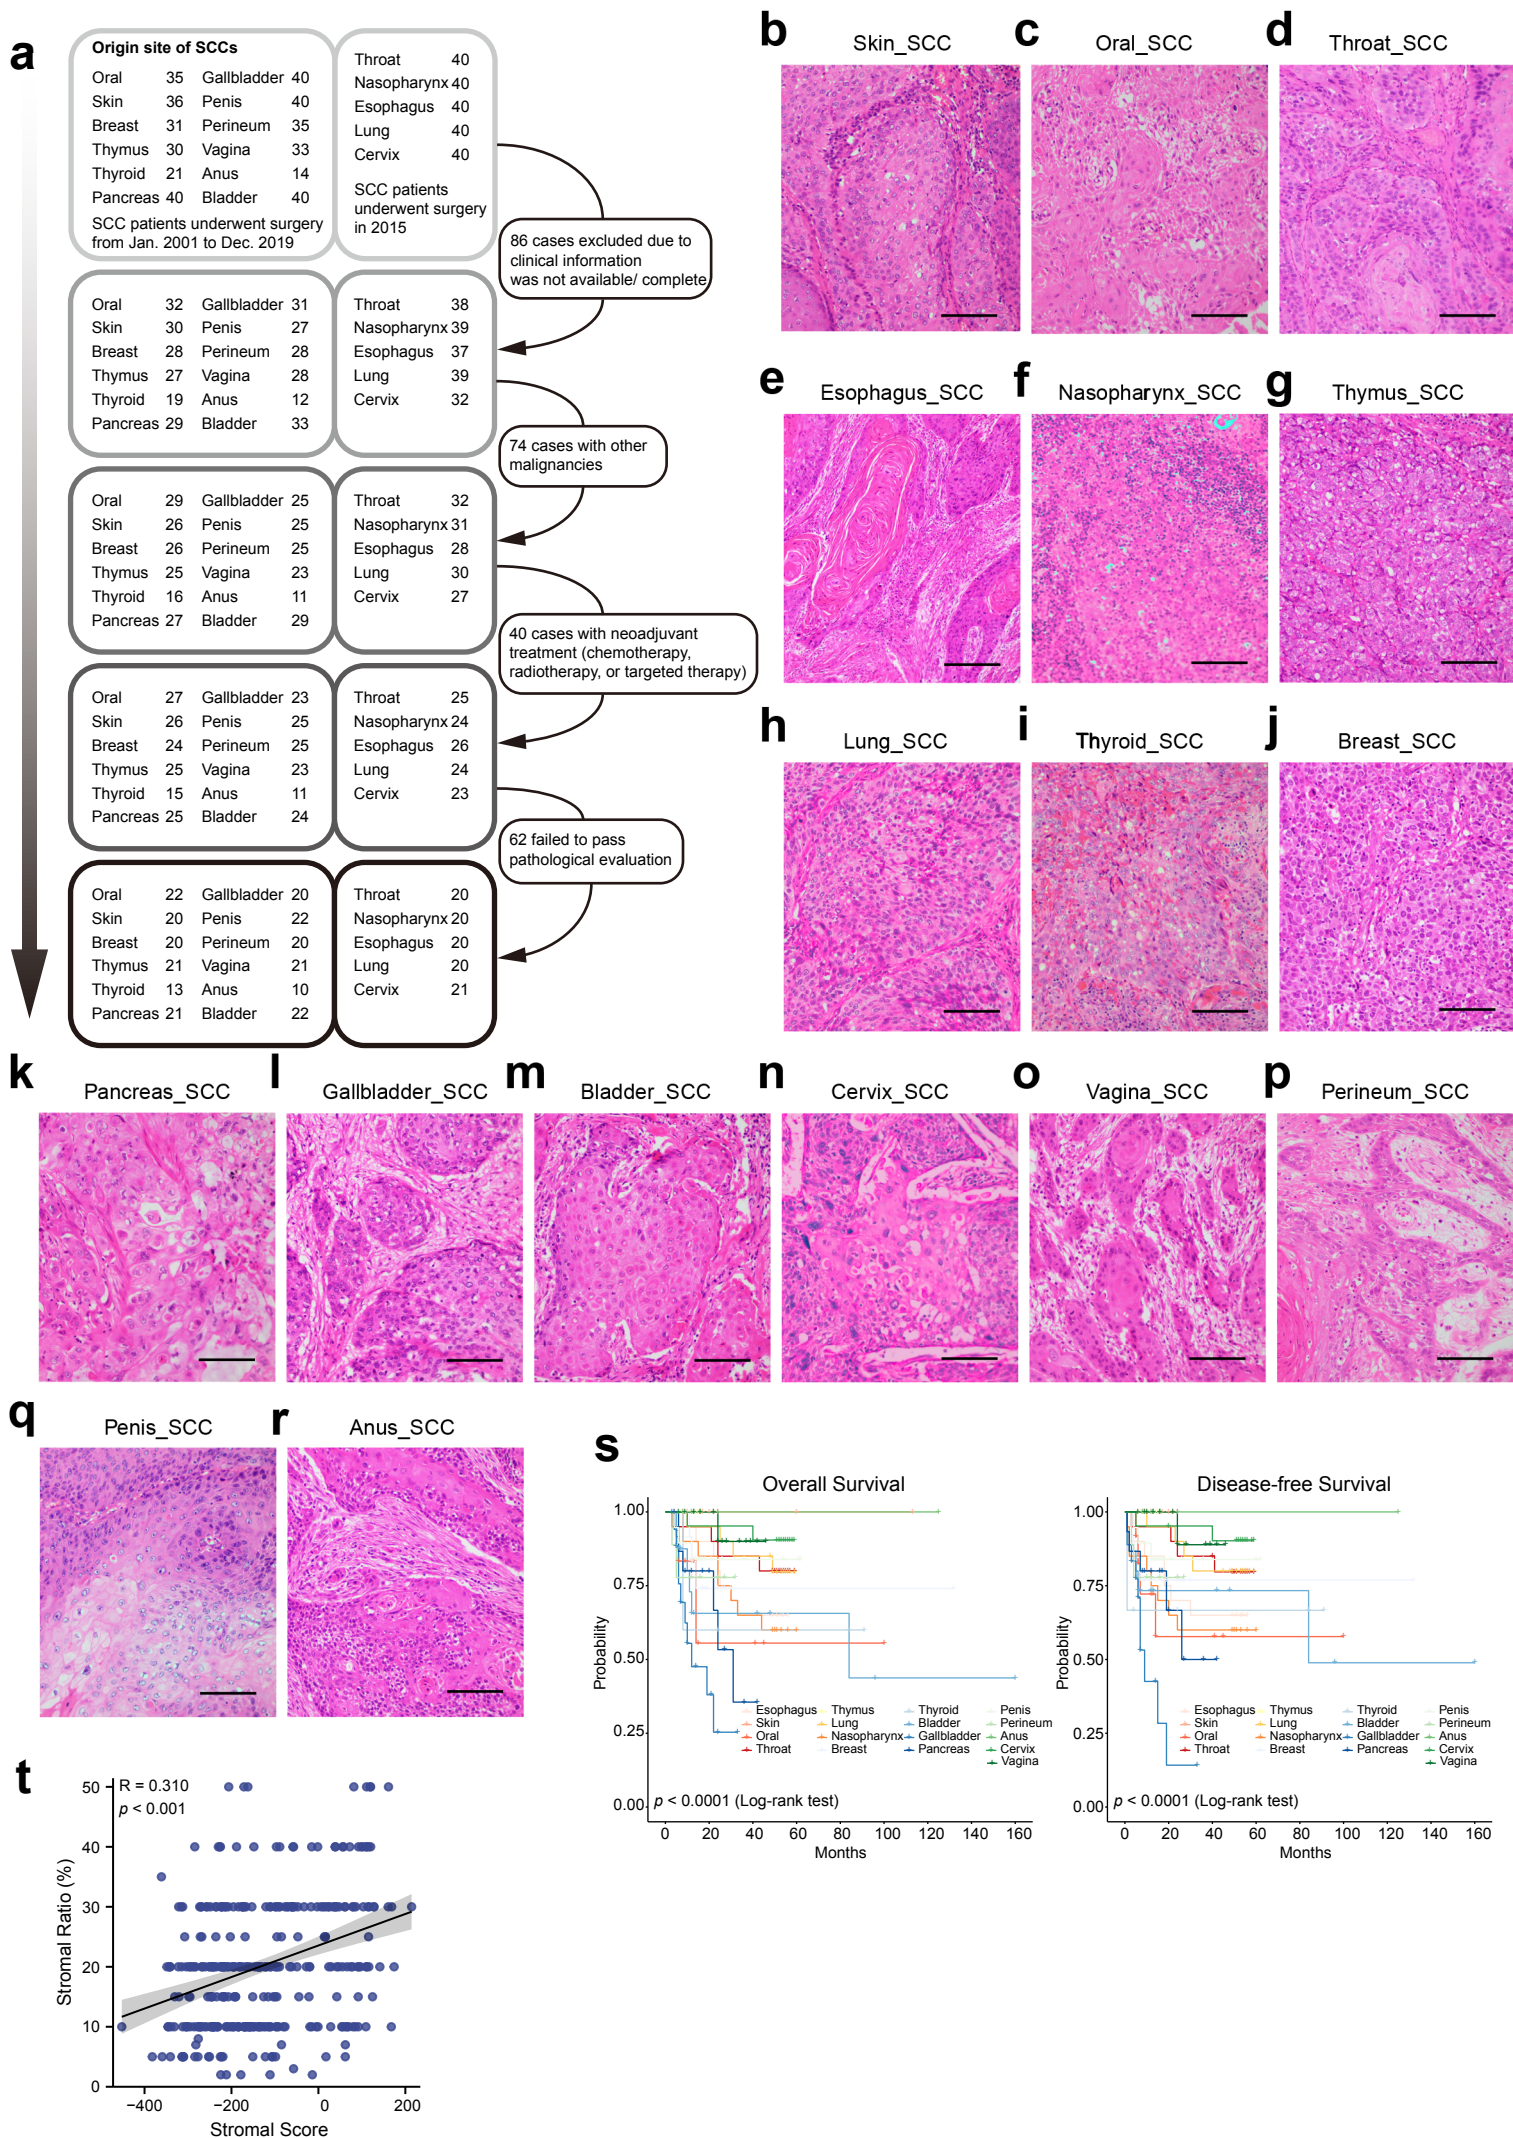 a
Origin site of SCCs
Oral 35 Gallbladder 40
Skin 36 Penis 40
Breast 31 Perineum 35
Thymus 30 Vagina 33
Thyroid 21 Anus 14
Pancreas 40 Bladder 40
SCC patients underwent surgery
from Jan. 2001 to Dec. 2019
Throat 40
Nasopharynx 40
Esophagus 40
Lung 40
Cervix 40
SCC patients
underwent surgery
in 2015
86 cases excluded due to
clinical information
was not available/ complete
Oral 32 Gallbladder 31
Skin 30 Penis 27
Breast 28 Perineum 28
Thymus 27 Vagina 28
Thyroid 19 Anus 12
Pancreas 29 Bladder 33
Throat 38
Nasopharynx 39
Esophagus 37
Lung 39
Cervix 32
74 cases with other
malignancies
Oral 29 Gallbladder 25
Skin 26 Penis 25
Breast 26 Perineum 25
Thymus 25 Vagina 23
Thyroid 16 Anus 11
Pancreas 27 Bladder 29
Throat 32
Nasopharynx 31
Esophagus 28
Lung 30
Cervix 27
40 cases with neoadjuvant
treatment (chemotherapy,
radiotherapy, or targeted therapy)
Oral 27 Gallbladder 23
Skin 26 Penis 25
Breast 24 Perineum 25
Thymus 25 Vagina 23
Thyroid 15 Anus 11
Pancreas 25 Bladder 24
Throat 25
Nasopharynx 24
Esophagus 26
Lung 24
Cervix 23
62 failed to pass
pathological evaluation
Oral 22 Gallbladder 20
Skin 20 Penis 22
Breast 20 Perineum 20
Thymus 21 Vagina 21
Thyroid 13 Anus 10
Pancreas 21 Bladder 22
Throat 20
Nasopharynx 20
Esophagus 20
Lung 20
Cervix 21
b Skin_SCC
c Oral_SCC
d Throat_SCC
e Esophagus_SCC
f Nasopharynx_SCC
g Thymus_SCC
h Lung_SCC
i Thyroid_SCC
j Breast_SCC
k Pancreas_SCC
l Gallbladder_SCC
m Bladder_SCC
n Cervix_SCC
o Vagina_SCC
p Perineum_SCC
q Penis_SCC
r Anus_SCC
s
Overall Survival
Probability
1.00
0.75
0.50
0.25
0.00
Esophagus Thymus Thyroid Penis
Skin Lung Bladder Perineum
Oral Nasopharynx Gallbladder Anus
Throat Breast Pancreas Cervix
Vagina
p < 0.0001 (Log-rank test)
0 20 40 60 80 100 120 140 160
Months
Disease-free Survival
Probability
1.00
0.75
0.50
0.25
0.00
Esophagus Thymus Thyroid Penis
Skin Lung Bladder Perineum
Oral Nasopharynx Gallbladder Anus
Throat Breast Pancreas Cervix
Vagina
p < 0.0001 (Log-rank test)
0 20 40 60 80 100 120 140 160
Months
t
R = 0.310
p < 0.001
Stromal Ratio (%)
50
40
30
20
10
0
−400 −200 0 200
Stromal Score